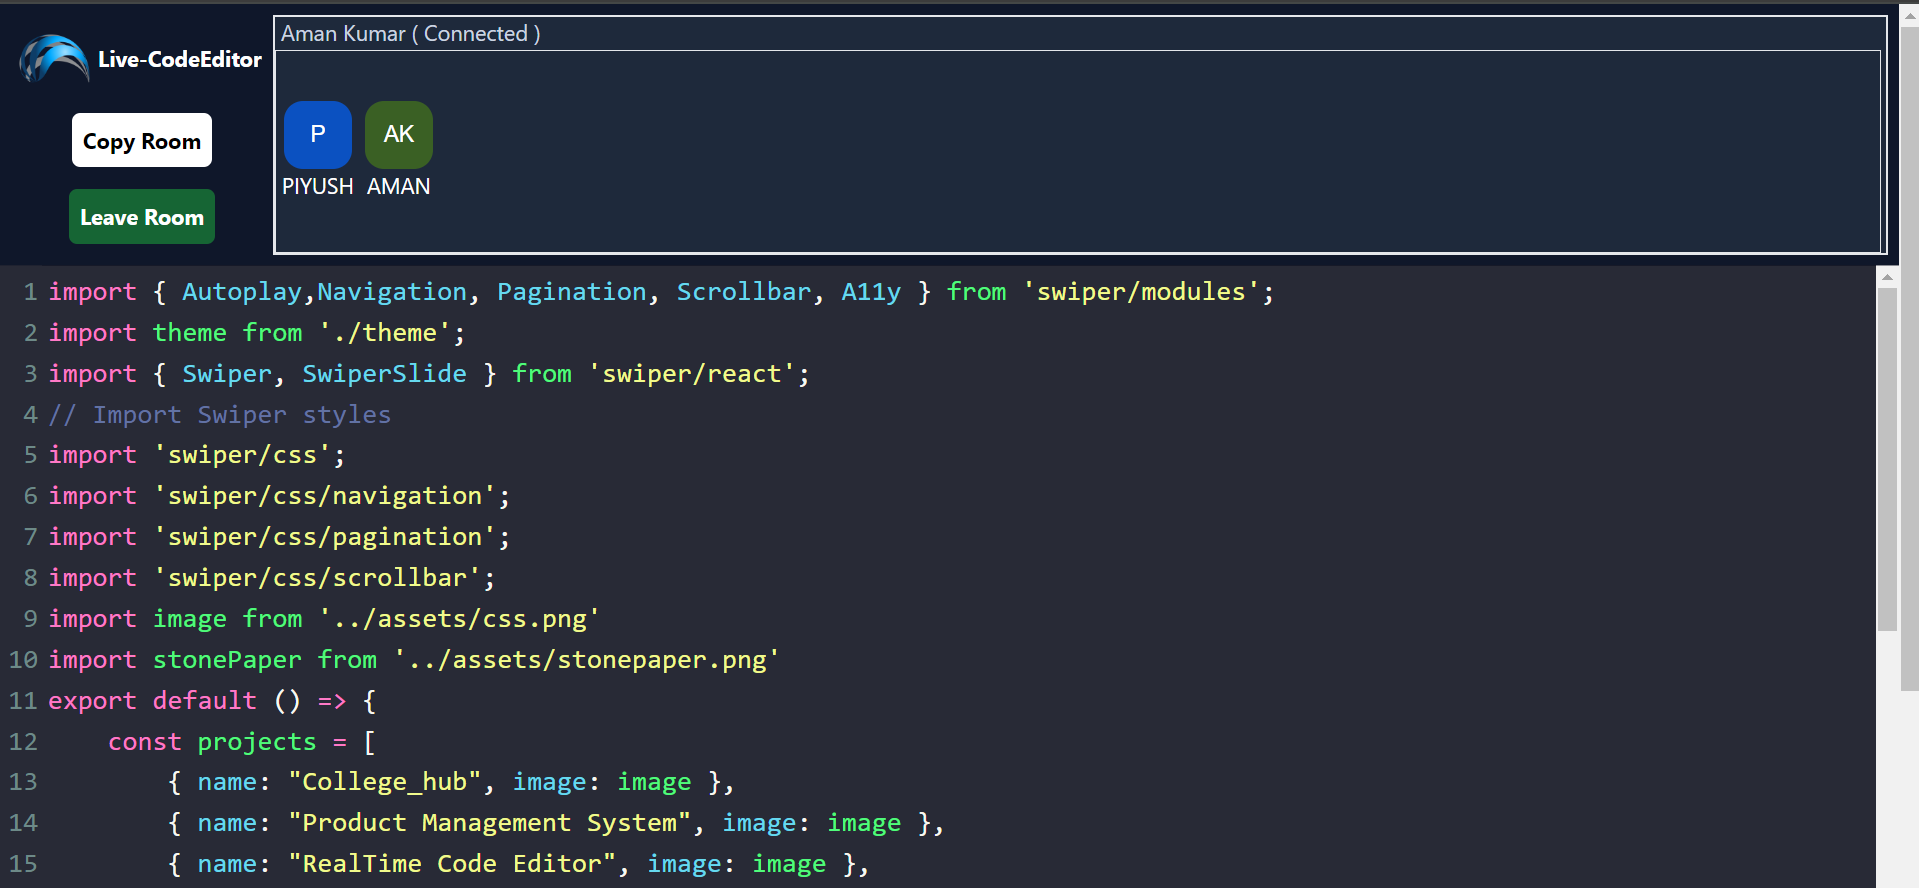 Live-CodeEditor
Copy Room
Leave Room
Aman Kumar ( Connected )
P AK
PIYUSH AMAN
1 import { Autoplay,Navigation, Pagination, Scrollbar, A11y } from 'swiper/modules';
2 import theme from './theme';
3 import { Swiper, SwiperSlide } from 'swiper/react';
4 // Import Swiper styles
5 import 'swiper/css';
6 import 'swiper/css/navigation';
7 import 'swiper/css/pagination';
8 import 'swiper/css/scrollbar';
9 import image from '../assets/css.png'
10 import stonePaper from '../assets/stonepaper.png'
11 export default () => {
12     const projects = [
13         { name: "College_hub", image: image },
14         { name: "Product Management System", image: image },
15         { name: "RealTime Code Editor", image: image },